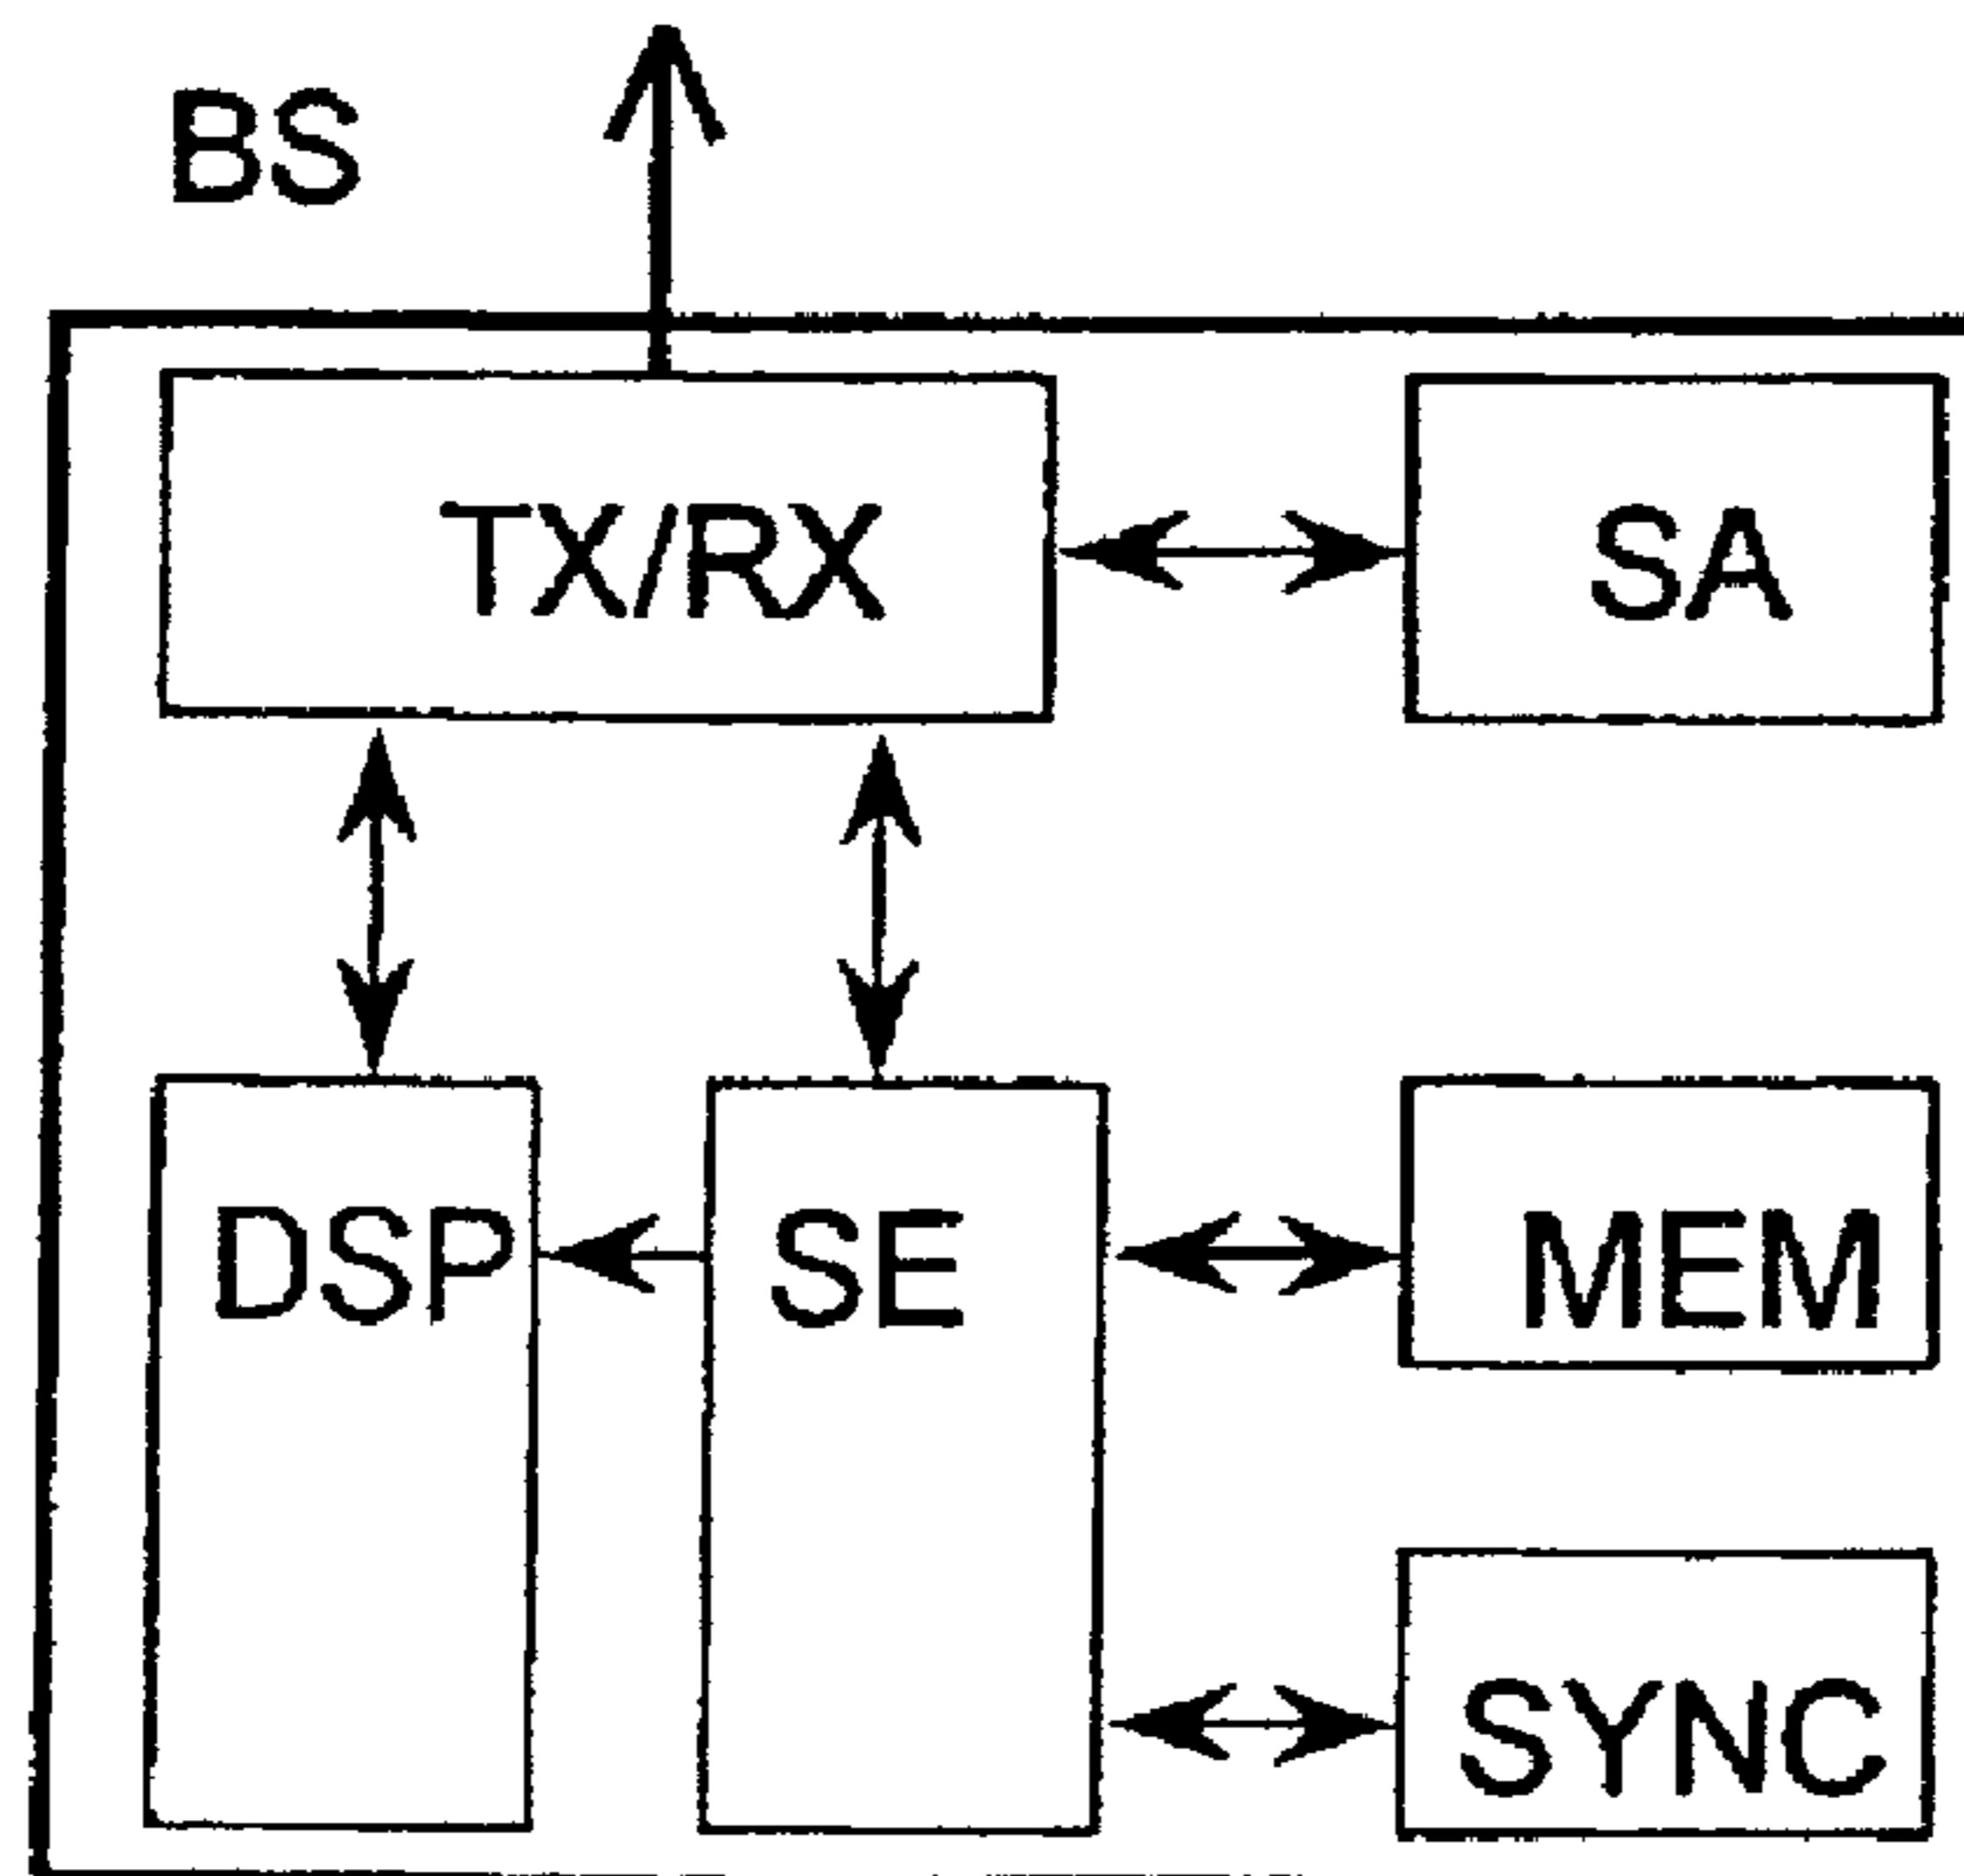 BS
TX/RX
SA
DSP
SE
MEM
SYNC